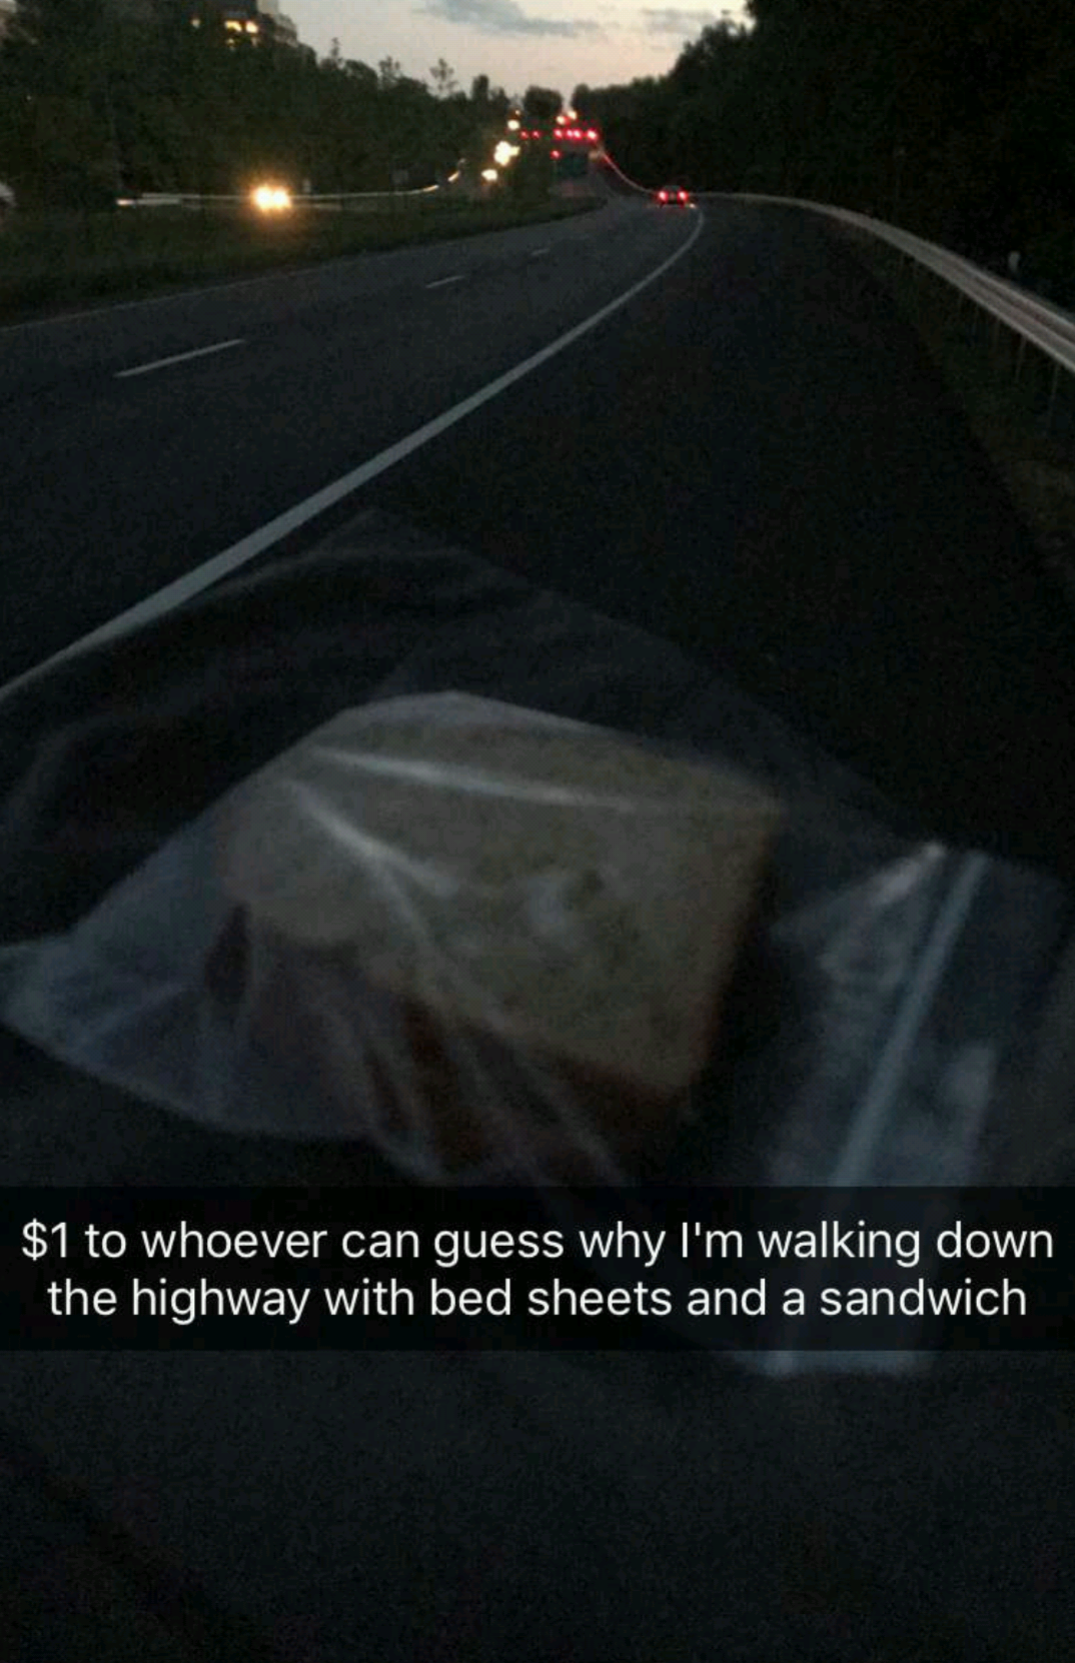 $1 to whoever can guess why I'm walking down
the highway with bed sheets and a sandwich